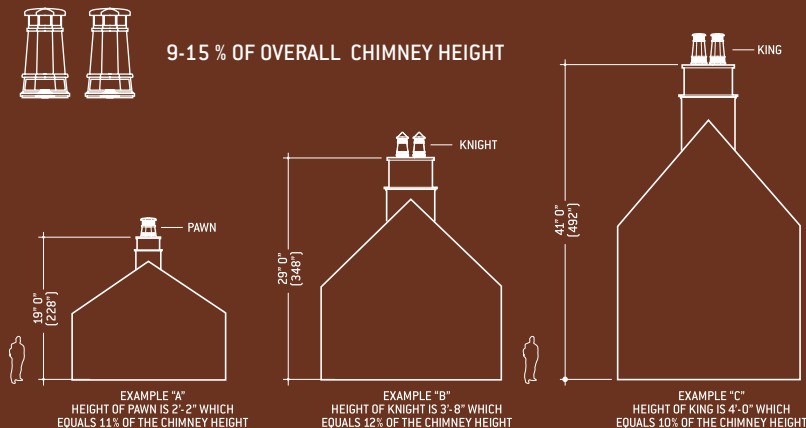 9-15 % OF OVERALL CHIMNEY HEIGHT
KING
KNIGHT
PAWN
19" 0"
(228")
29" 0"
(348")
41" 0"
(492")
EXAMPLE "A"
HEIGHT OF PAWN IS 2'-2" WHICH
EQUALS 11% OF THE CHIMNEY HEIGHT
EXAMPLE "B"
HEIGHT OF KNIGHT IS 3'-8" WHICH
EQUALS 12% OF THE CHIMNEY HEIGHT
EXAMPLE "C"
HEIGHT OF KING IS 4'-0" WHICH
EQUALS 10% OF THE CHIMNEY HEIGHT